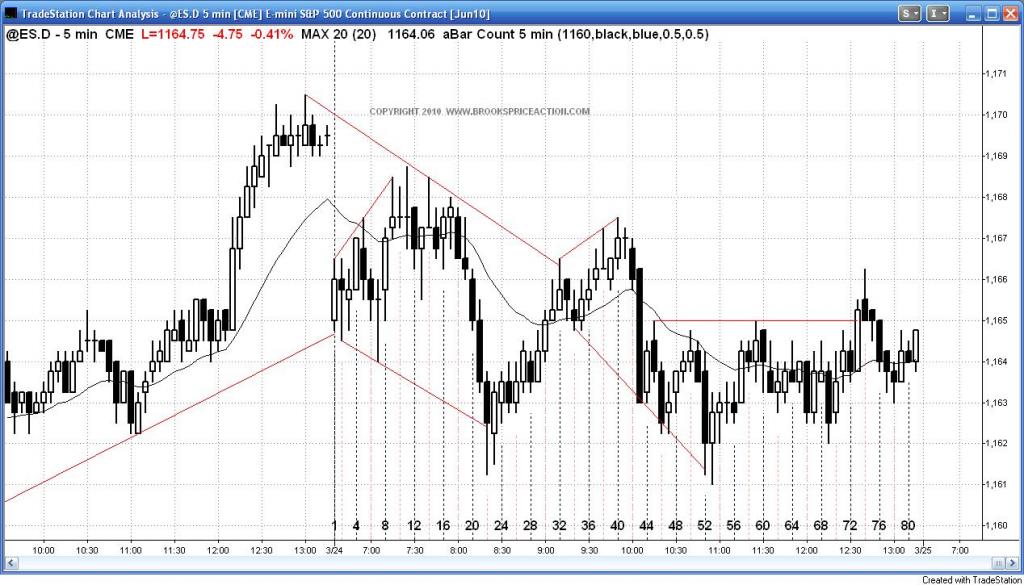 TradeStation Chart Analysis - @ES.D 5 min [CME] E-mini S&P 500 Continuous Contract [Jun10]
S
I
@ES.D - 5 min CME L=1164.75 -4.75 -0.41% MAX 20 (20) 1164.06 aBar Count 5 min (1160,black,blue,0.5,0.5)
1,171
COPYRIGHT 2010 WWW.BROOKSPRICEACTION.COM
1,170
1,169
1,168
1,167
1,166
1,165
1,164
1,163
1,162
1,161
1 4 8 12 16 20 24 28 32 36 40 44 48 52 56 60 64 68 72 76 80
1,160
10:00 10:30 11:00 11:30 12:00 12:30 13:00 3/24 7:00 7:30 8:00 8:30 9:00 9:30 10:00 10:30 11:00 11:30 12:00 12:30 13:00 3/25 7:00
Created with TradeStation